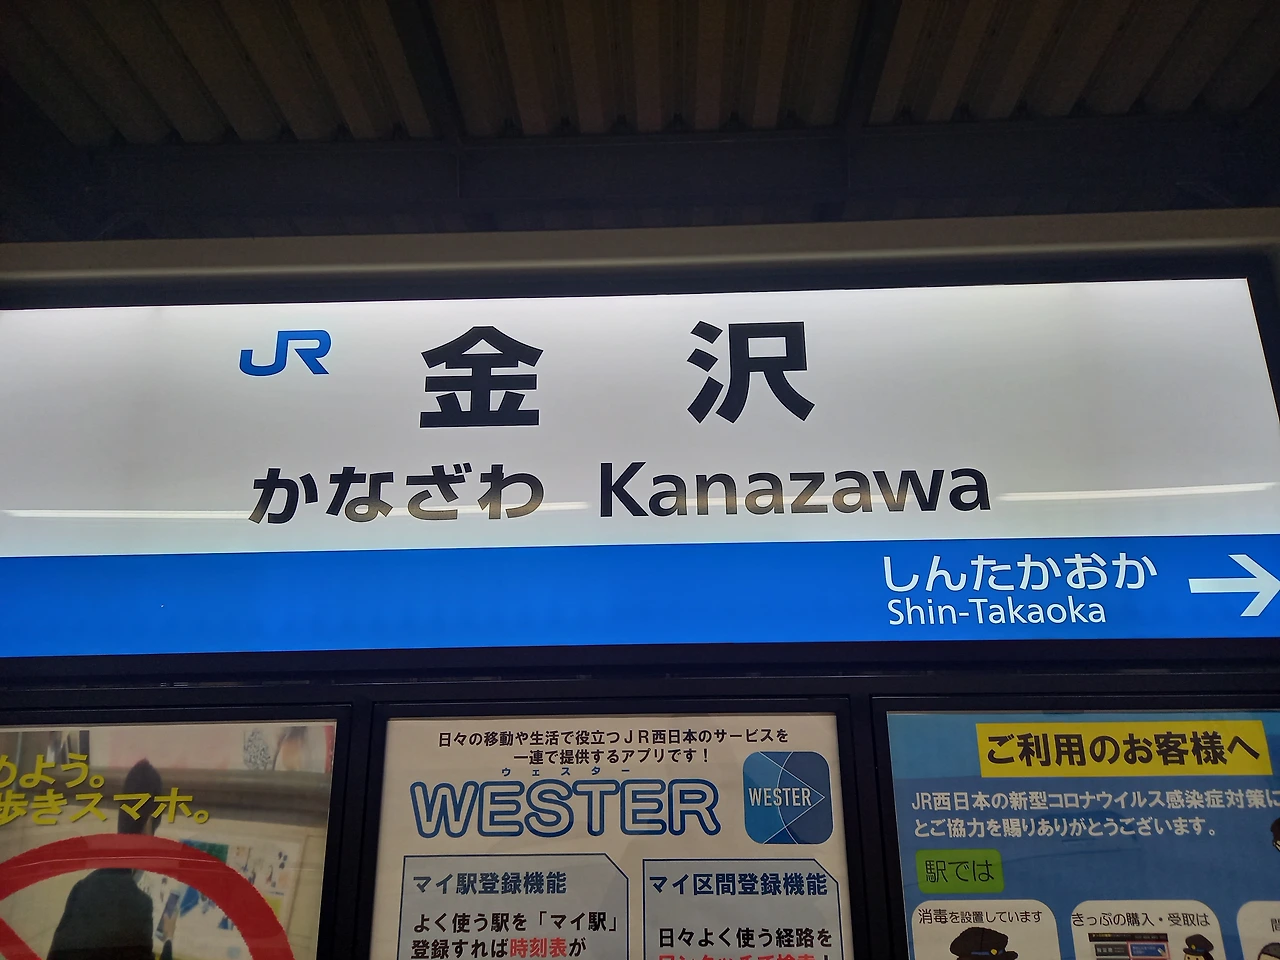 JR 金沢
かなざわ Kanazawa
しんたかおか
Shin-Takaoka
めよう。
歩きスマホ。
日々の移動や生活で役立つJR西日本のサービスを
一連で提供するアプリです！
ウェスター
WESTER
WESTER
マイ駅登録機能
よく使う駅を「マイ駅」
登録すれば時刻表が
マイ区間登録機能
日々よく使う経路を
ご利用のお客様へ
JR西日本の新型コロナウイルス感染症対策に
とご協力を賜りありがとうございます。
駅では
消毒を設置しています
きっぷの購入・受取は